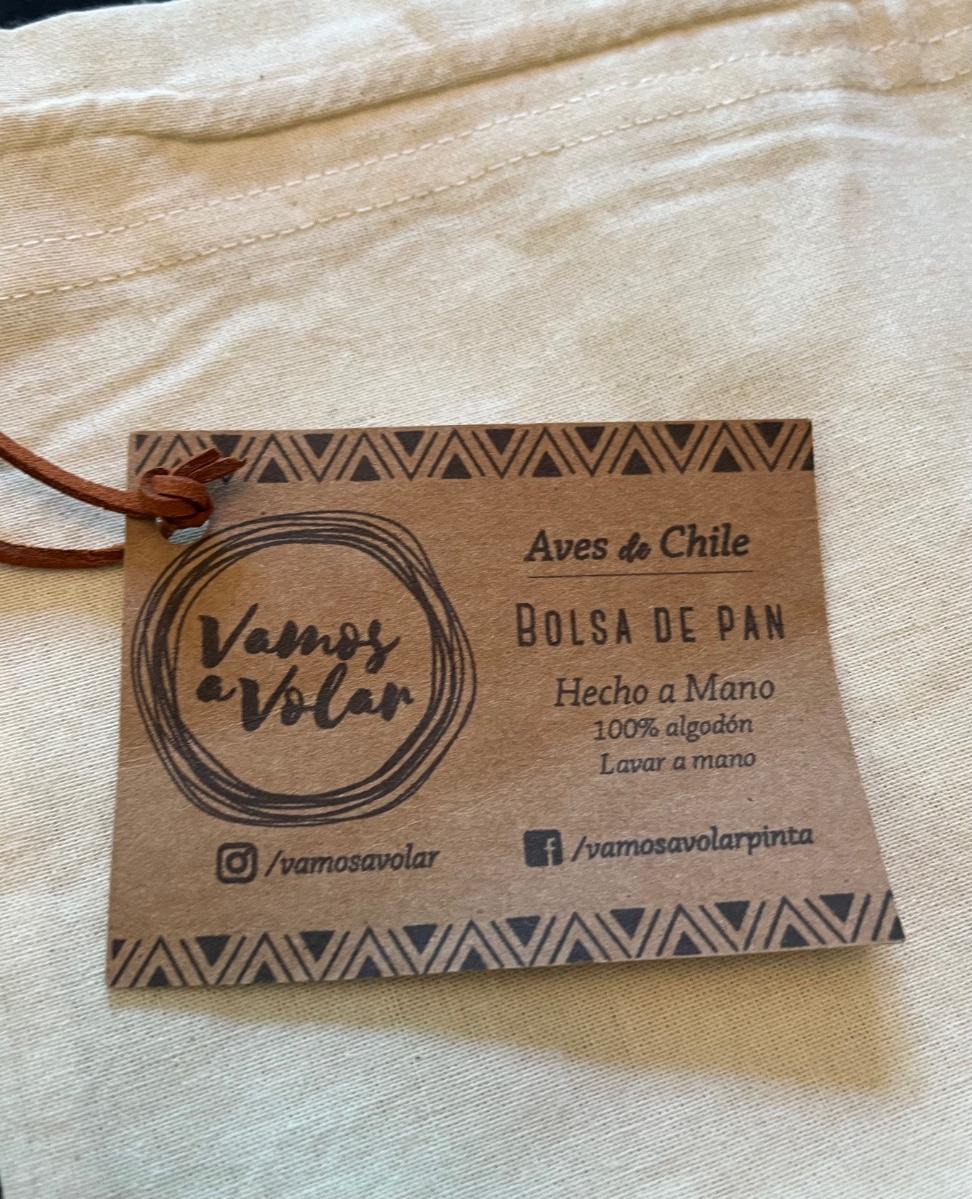 Vamos
a Volar
Aves de Chile
BOLSA DE PAN
Hecho a Mano
100% algodón
Lavar a mano
/vamosavolar
/vamosavolarpinta